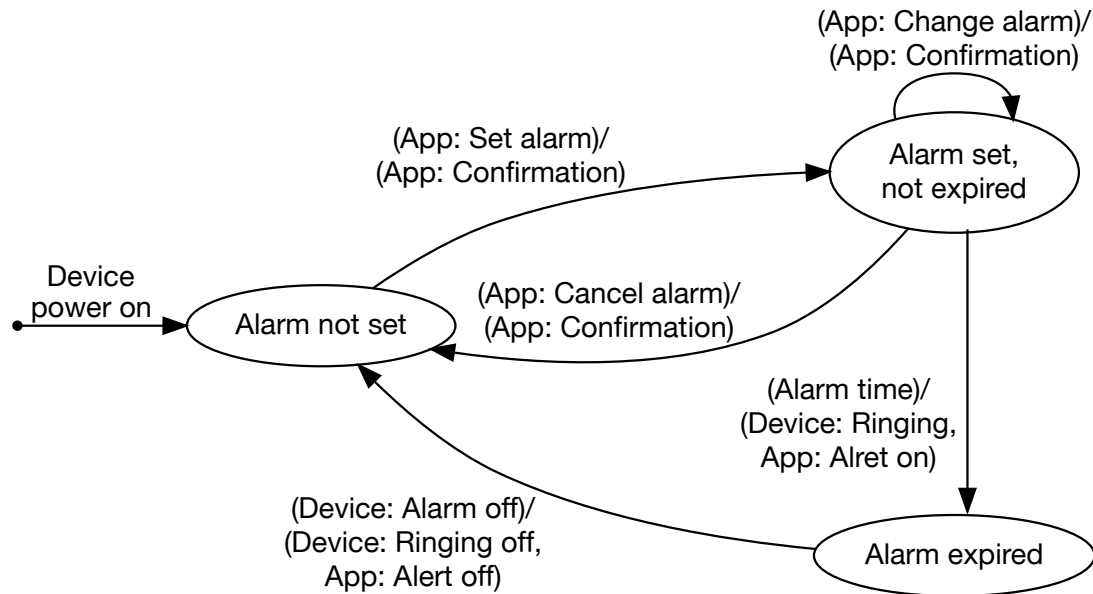 (App: Change alarm)/
(App: Confirmation)
(App: Set alarm)/
(App: Confirmation)
Alarm set,
not expired
Device
power on
Alarm not set
(App: Cancel alarm)/
(App: Confirmation)
(Alarm time)/
(Device: Ringing,
App: Alret on)
(Device: Alarm off)/
(Device: Ringing off,
App: Alert off)
Alarm expired